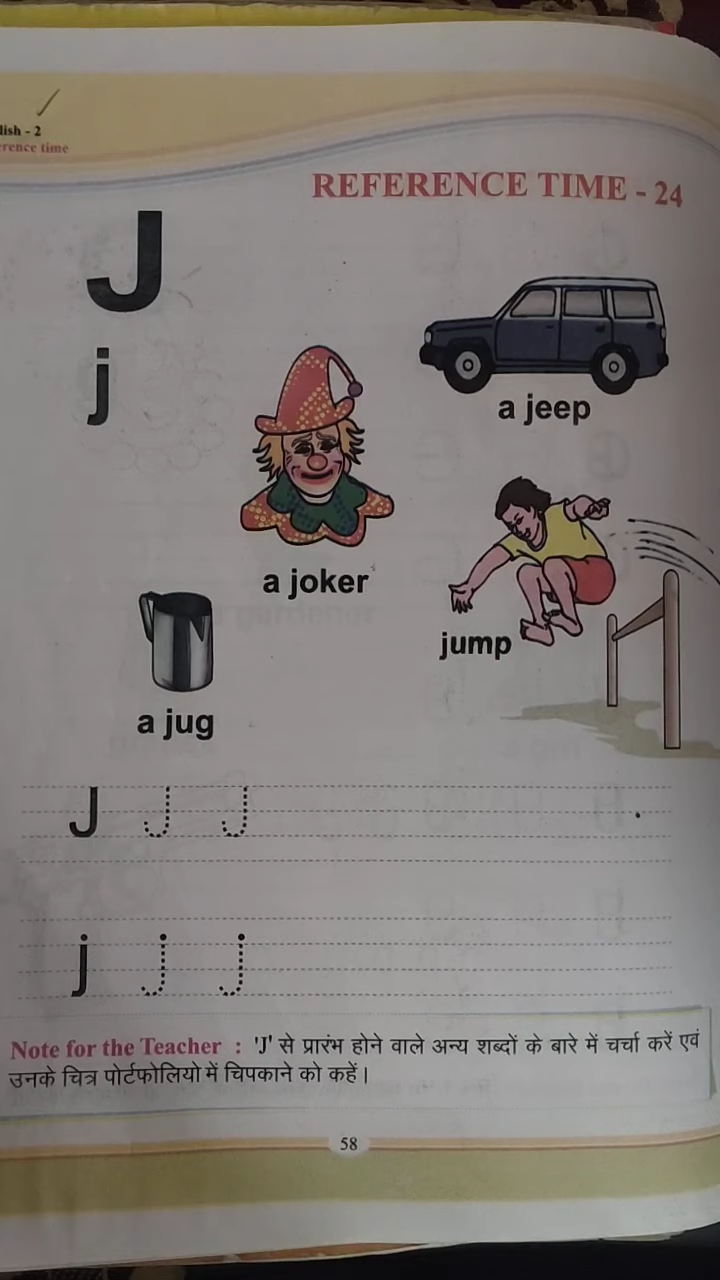 lish - 2
rence time
REFERENCE TIME - 24
J
j
a jeep
a joker
jump
a jug
J J J
j j j
Note for the Teacher : 'J' से प्रारंभ होने वाले अन्य शब्दों के बारे में चर्चा करें एवं
उनके चित्र पोर्टफोलियो में चिपकाने को कहें।
58